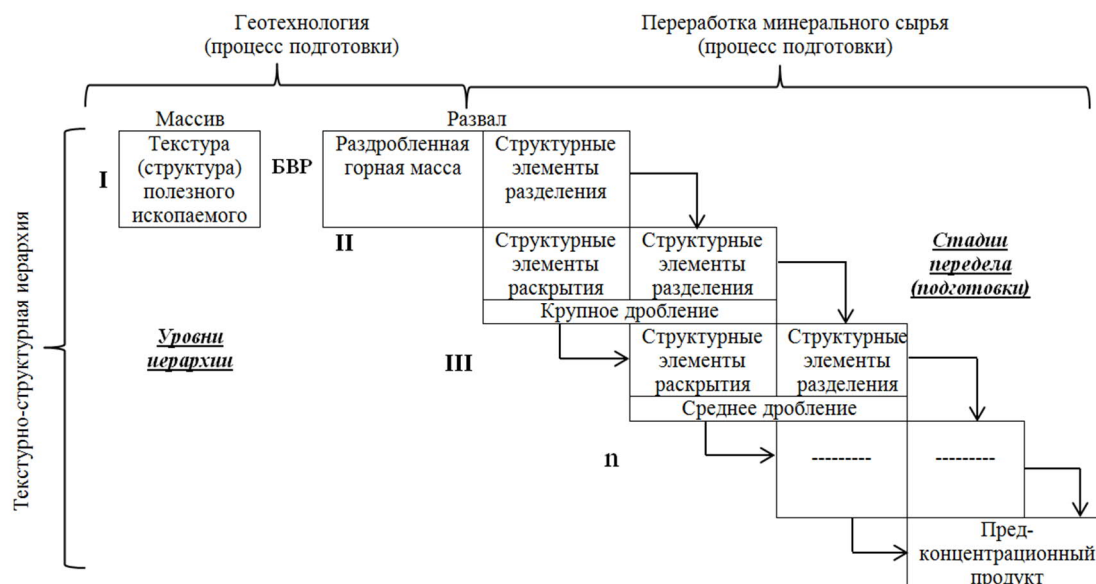 Геотехнология
(процесс подготовки)
Переработка минерального сырья
(процесс подготовки)
Массив
Развал
Текстурно-структурная иерархия
I
Текстура
(структура)
полезного
ископаемого
БВР
Раздробленная
горная масса
Структурные
элементы
разделения
II
Структурные
элементы
раскрытия
Структурные
элементы
разделения
Крупное дробление
Стадии
передела
(подготовки)
Уровни
иерархии
III
Структурные
элементы
раскрытия
Структурные
элементы
разделения
Среднее дробление
n
---------
---------
Пред-
концентрационный
продукт